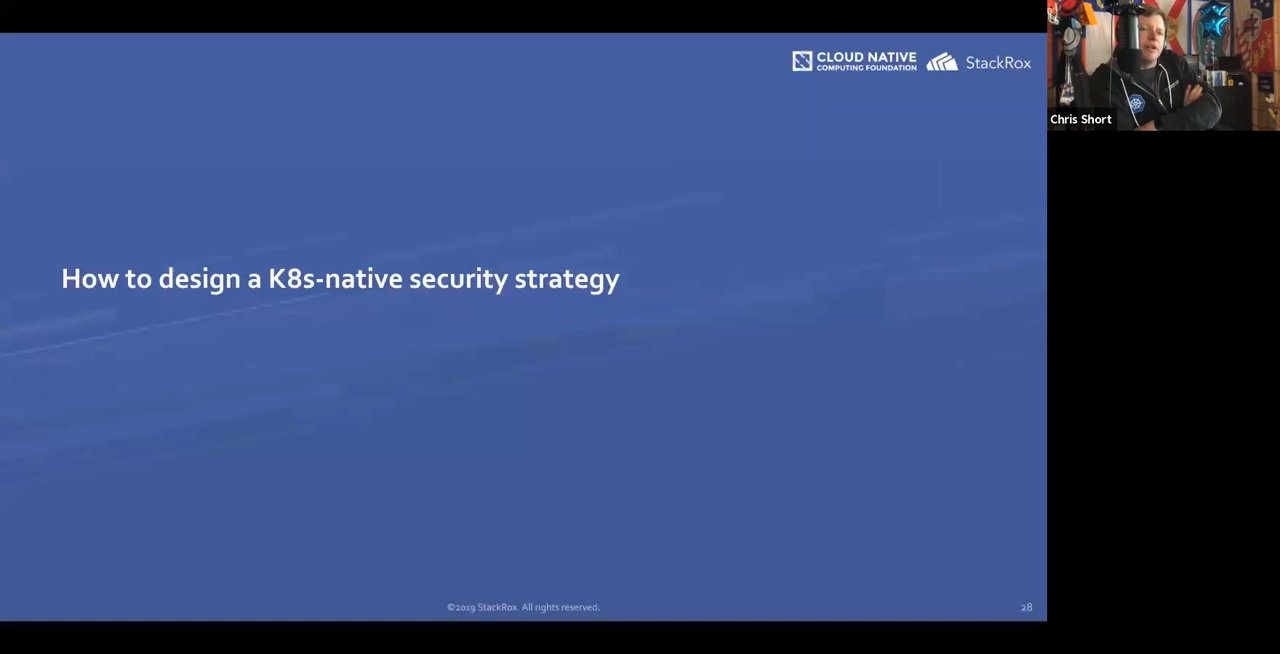 CLOUD NATIVE
COMPUTING FOUNDATION
StackRox
Chris Short
How to design a K8s-native security strategy
©2019 StackRox. All rights reserved.
28